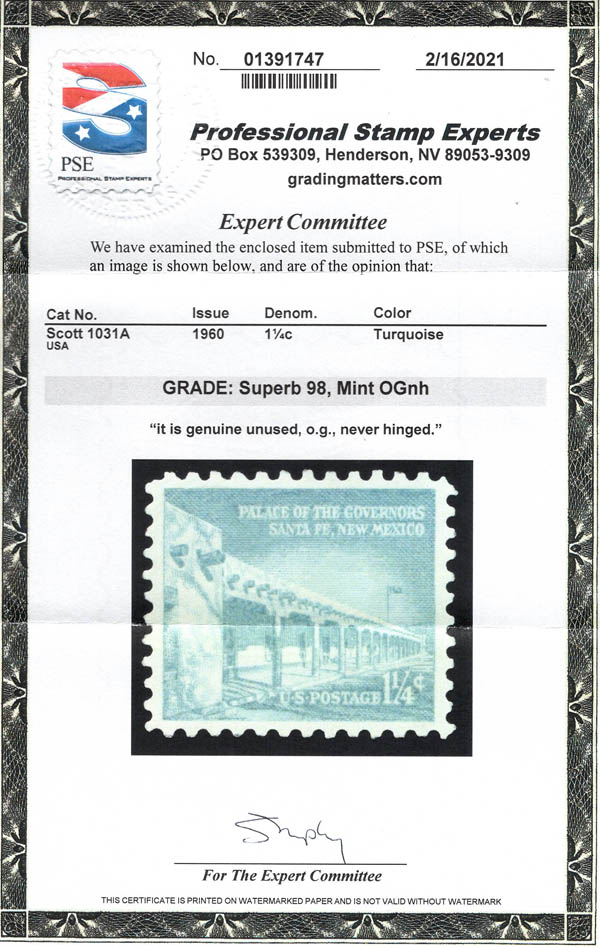 No. 01391747 2/16/2021
PSE
PROFESSIONAL STAMP EXPERTS
Professional Stamp Experts
PO Box 539309, Henderson, NV 89053-9309
gradingmatters.com
Expert Committee
We have examined the enclosed item submitted to PSE, of which
an image is shown below, and are of the opinion that:
Cat No. Issue Denom. Color
Scott 1031A 1960 1¼c Turquoise
USA
GRADE: Superb 98, Mint OGnh
“it is genuine unused, o.g., never hinged.”
PALACE OF THE GOVERNORS
SANTA FE, NEW MEXICO
U·S·POSTAGE 1¼¢
For The Expert Committee
THIS CERTIFICATE IS PRINTED ON WATERMARKED PAPER AND IS NOT VALID WITHOUT WATERMARK